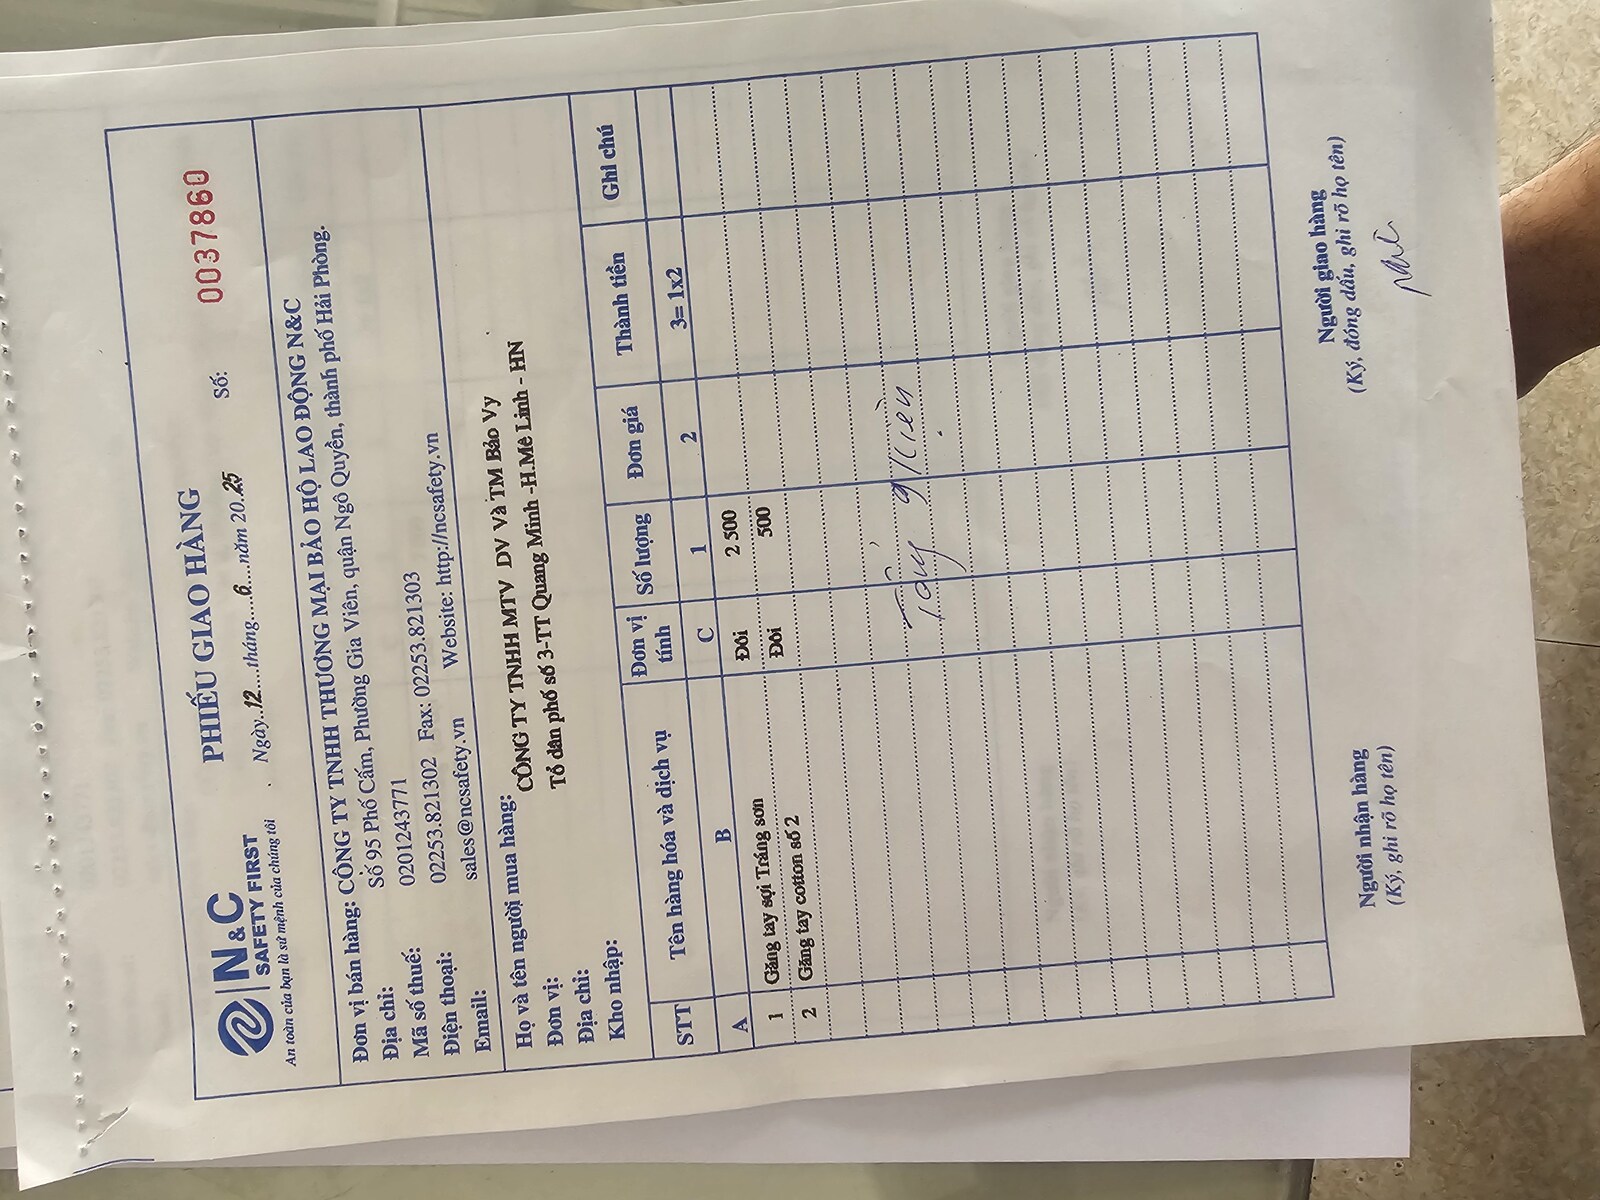 N&C
SAFETY FIRST
An toàn của bạn là sứ mệnh của chúng tôi
PHIẾU GIAO HÀNG
Ngày 12 tháng 6 năm 2025
Số: 0037860
Đơn vị bán hàng: CÔNG TY TNHH THƯƠNG MẠI BẢO HỘ LAO ĐỘNG N&C
Địa chỉ: Số 95 Phố Cấm, Phường Gia Viên, quận Ngô Quyền, thành phố Hải Phòng.
Mã số thuế: 0201243771
Điện thoại: 02253.821302 Fax: 02253.821303
Email: sales@ncsafety.vn Website: http://ncsafety.vn
Họ và tên người mua hàng:
Đơn vị: CÔNG TY TNHH MTV DV Và TM Bảo Vy
Địa chỉ: Tổ dân phố số 3-TT Quang Minh -H.Mê Linh - HN
Kho nhập:
STT Tên hàng hóa và dịch vụ Đơn vị tính Số lượng Đơn giá Thành tiền Ghi chú
A B C 1 2 3= 1x2
1 Găng tay sợi Tráng sơn Đôi 2 500
2 Găng tay cotton số 2 Đôi 500
Tổng 9 kiện
Người nhận hàng
(Ký, ghi rõ họ tên)
Người giao hàng
(Ký, đóng dấu, ghi rõ họ tên)